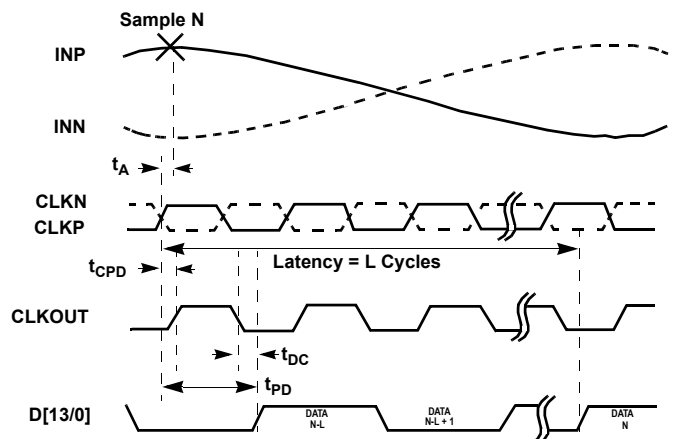 Sample N
INP
INN
tA
CLKN
CLKP
Latency = L Cycles
tCPD
CLKOUT
tDC
tPD
D[13/0]
DATA
N-L
DATA
N-L + 1
DATA
N